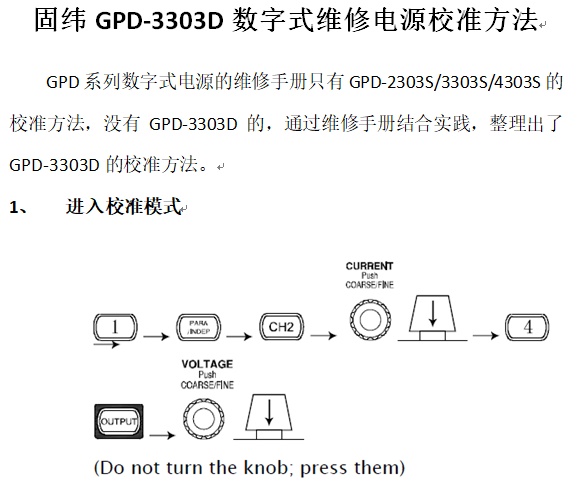 固纬 GPD-3303D 数字式维修电源校准方法
GPD 系列数字式电源的维修手册只有 GPD-2303S/3303S/4303S 的
校准方法，没有 GPD-3303D 的，通过维修手册结合实践，整理出了
GPD-3303D 的校准方法。
1、 进入校准模式
CURRENT
Push
COARSE/FINE
1
PARA
/INDEP
CH2
4
VOLTAGE
Push
COARSE/FINE
OUTPUT
(Do not turn the knob; press them)